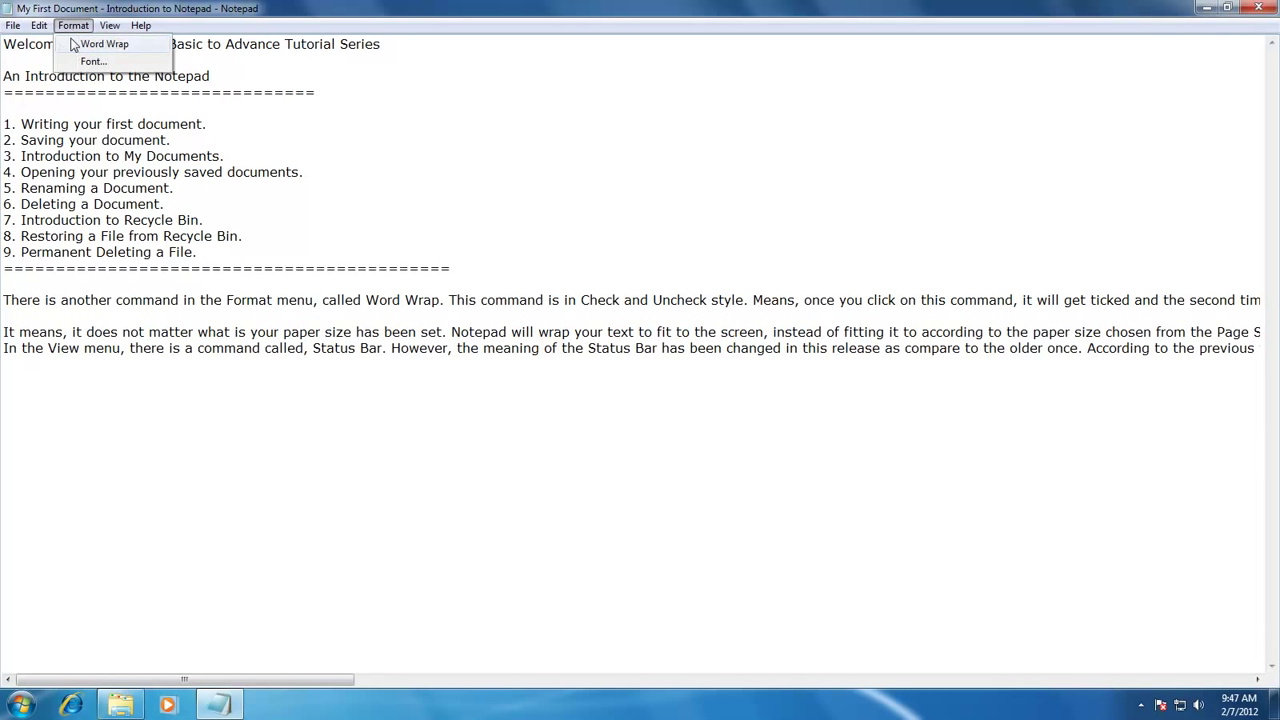 My First Document - Introduction to Notepad - Notepad
File Edit Format View Help
Word Wrap
Font...
Basic to Advance Tutorial Series
An Introduction to the Notepad
=============================
1. Writing your first document.
2. Saving your document.
3. Introduction to My Documents.
4. Opening your previously saved documents.
5. Renaming a Document.
6. Deleting a Document.
7. Introduction to Recycle Bin.
8. Restoring a File from Recycle Bin.
9. Permanent Deleting a File.
==========================================
There is another command in the Format menu, called Word Wrap. This command is in Check and Uncheck style. Means, once you click on this command, it will get ticked and the second tim
It means, it does not matter what is your paper size has been set. Notepad will wrap your text to fit to the screen, instead of fitting it to according to the paper size chosen from the Page S
In the View menu, there is a command called, Status Bar. However, the meaning of the Status Bar has been changed in this release as compare to the older once. According to the previous
9:47 AM
2/7/2012